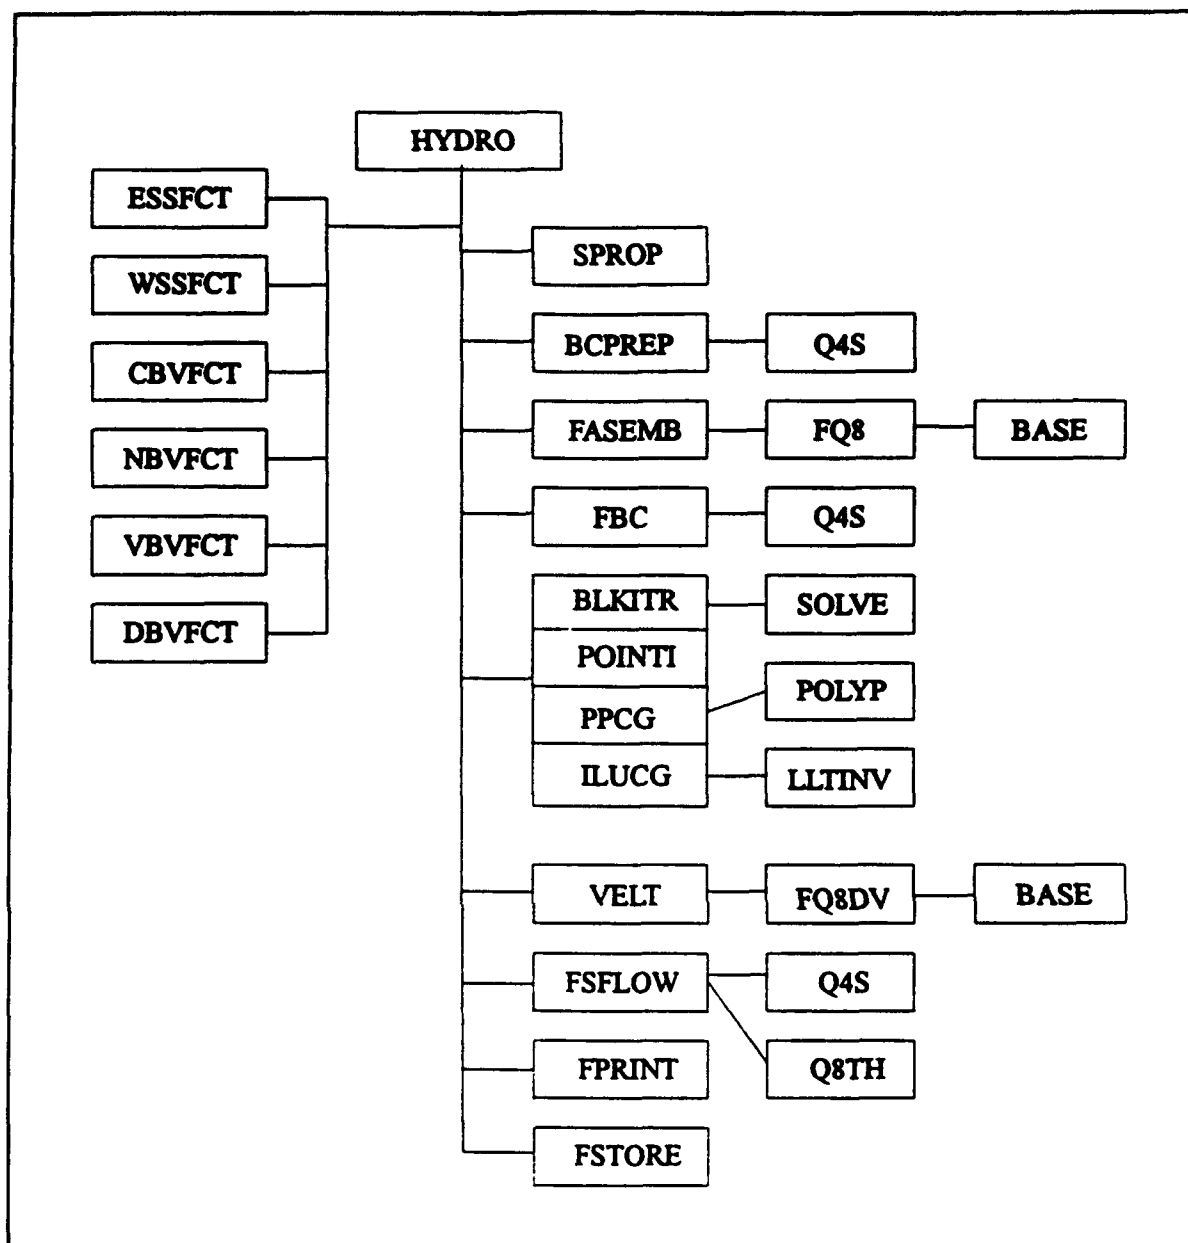 HYDRO
ESSFCT
WSSFCT
CBVFCT
NBVFCT
VBVFCT
DBVFCT
SPROP
BCPREP
Q4S
FASEMB
FQ8
BASE
FBC
Q4S
BLKITR
SOLVE
POINTI
PPCG
POLYP
ILUCG
LLTINV
VELT
FQ8DV
BASE
FSFLOW
Q4S
Q8TH
FPRINT
FSTORE